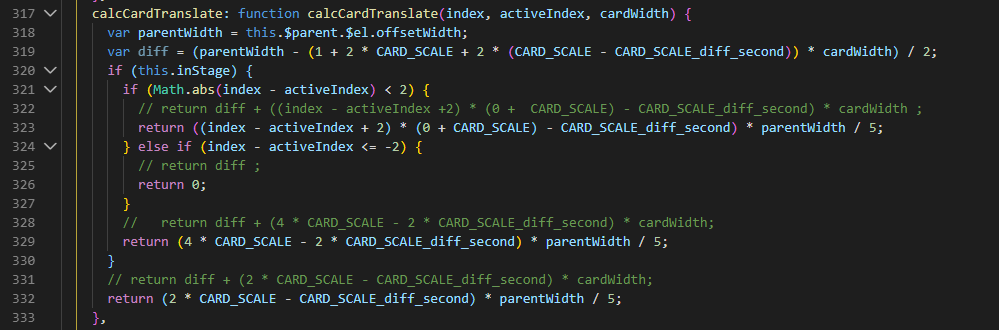 317 calcCardTranslate: function calcCardTranslate(index, activeIndex, cardWidth) {
318 var parentWidth = this.$parent.$el.offsetWidth;
319 var diff = (parentWidth - (1 + 2 * CARD_SCALE + 2 * (CARD_SCALE - CARD_SCALE_diff_second)) * cardWidth) / 2;
320 if (this.inStage) {
321 if (Math.abs(index - activeIndex) < 2) {
322 // return diff + ((index - activeIndex +2) * (0 +  CARD_SCALE) - CARD_SCALE_diff_second) * cardWidth ;
323 return ((index - activeIndex + 2) * (0 + CARD_SCALE) - CARD_SCALE_diff_second) * parentWidth / 5;
324 } else if (index - activeIndex <= -2) {
325 // return diff ;
326 return 0;
327 }
328 //   return diff + (4 * CARD_SCALE - 2 * CARD_SCALE_diff_second) * cardWidth;
329 return (4 * CARD_SCALE - 2 * CARD_SCALE_diff_second) * parentWidth / 5;
330 }
331 // return diff + (2 * CARD_SCALE - CARD_SCALE_diff_second) * cardWidth;
332 return (2 * CARD_SCALE - CARD_SCALE_diff_second) * parentWidth / 5;
333 },